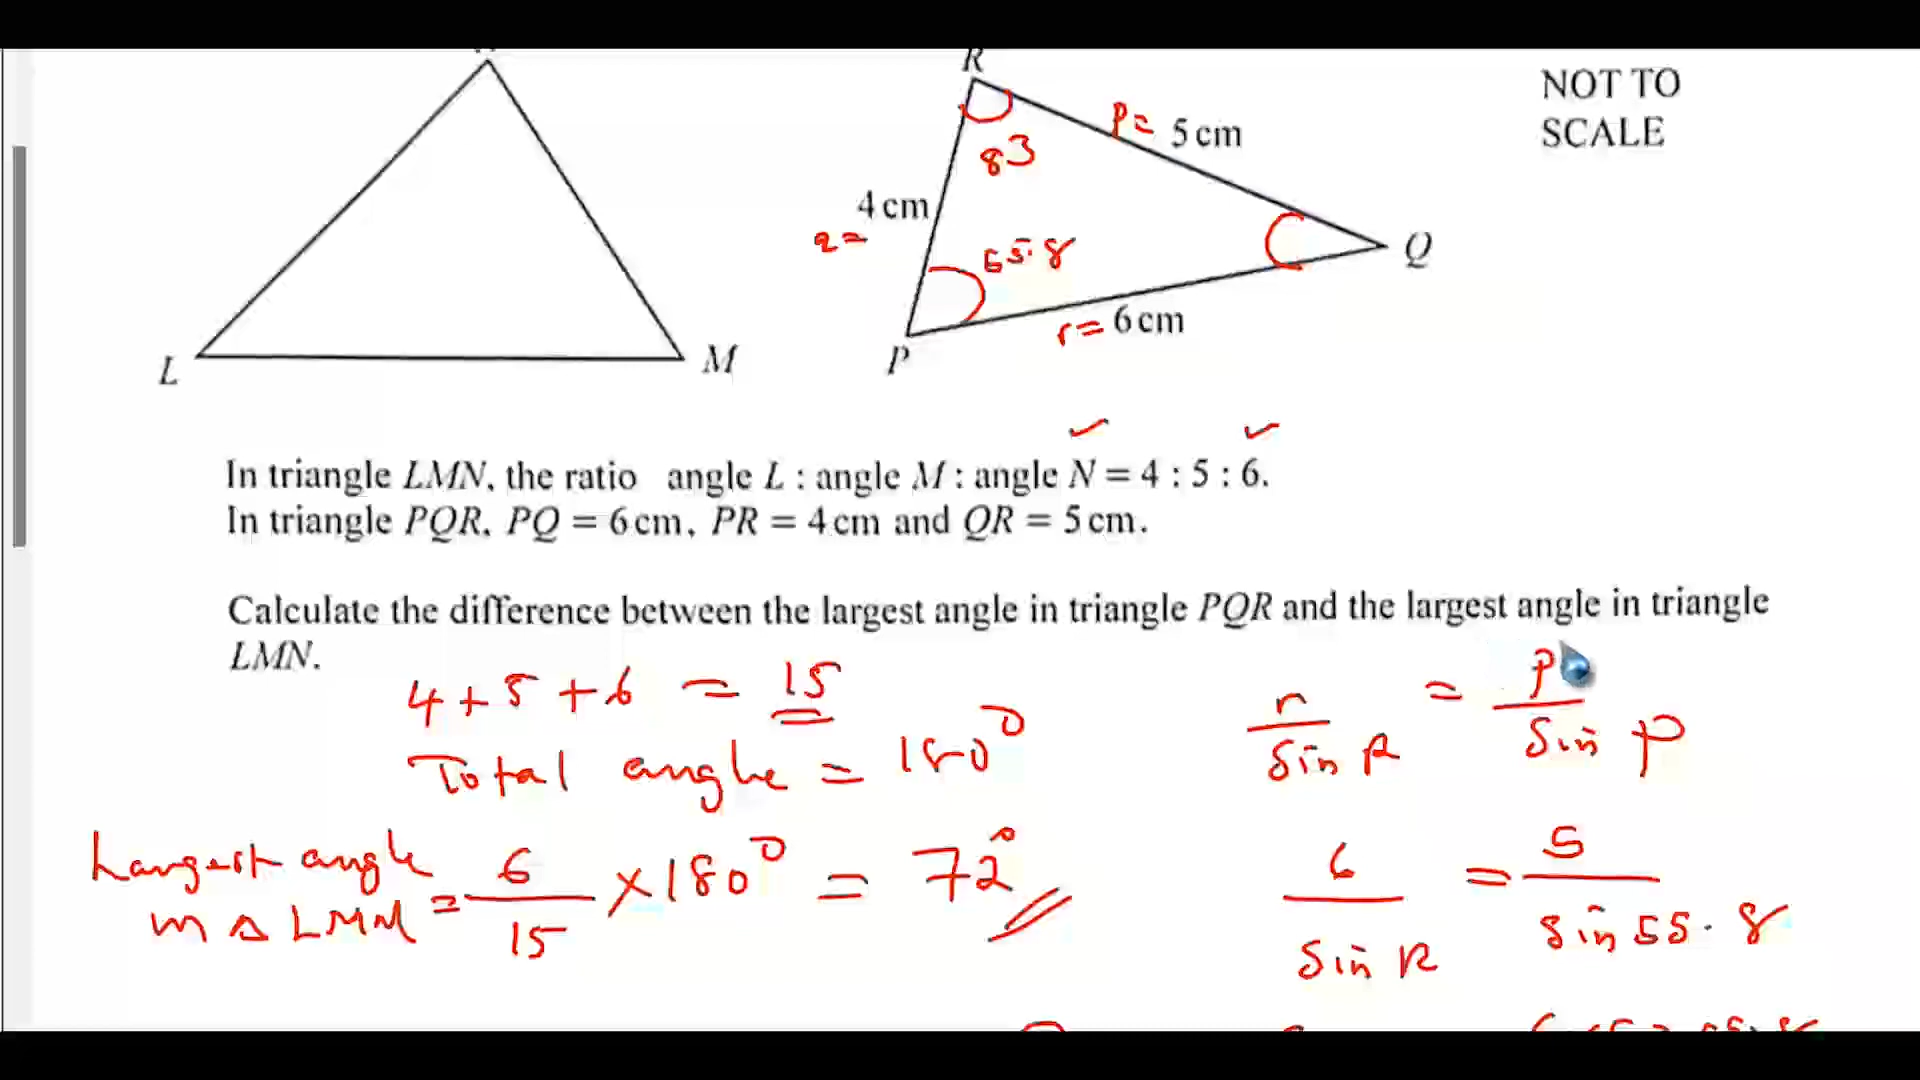 R
NOT TO
SCALE
p= 5 cm
83
4 cm
q=
55.8
Q
r= 6 cm
P
L
M
In triangle LMN, the ratio angle L : angle M : angle N = 4 : 5 : 6.
In triangle PQR, PQ = 6 cm, PR = 4 cm and QR = 5 cm.
Calculate the difference between the largest angle in triangle PQR and the largest angle in triangle
LMN.
4 + 5 + 6 = 15
Total angle = 180°
Largest angle
in Δ LMN = 6/15 × 180° = 72°
r/Sin R = p/Sin P
6/Sin R = 5/Sin 55.8